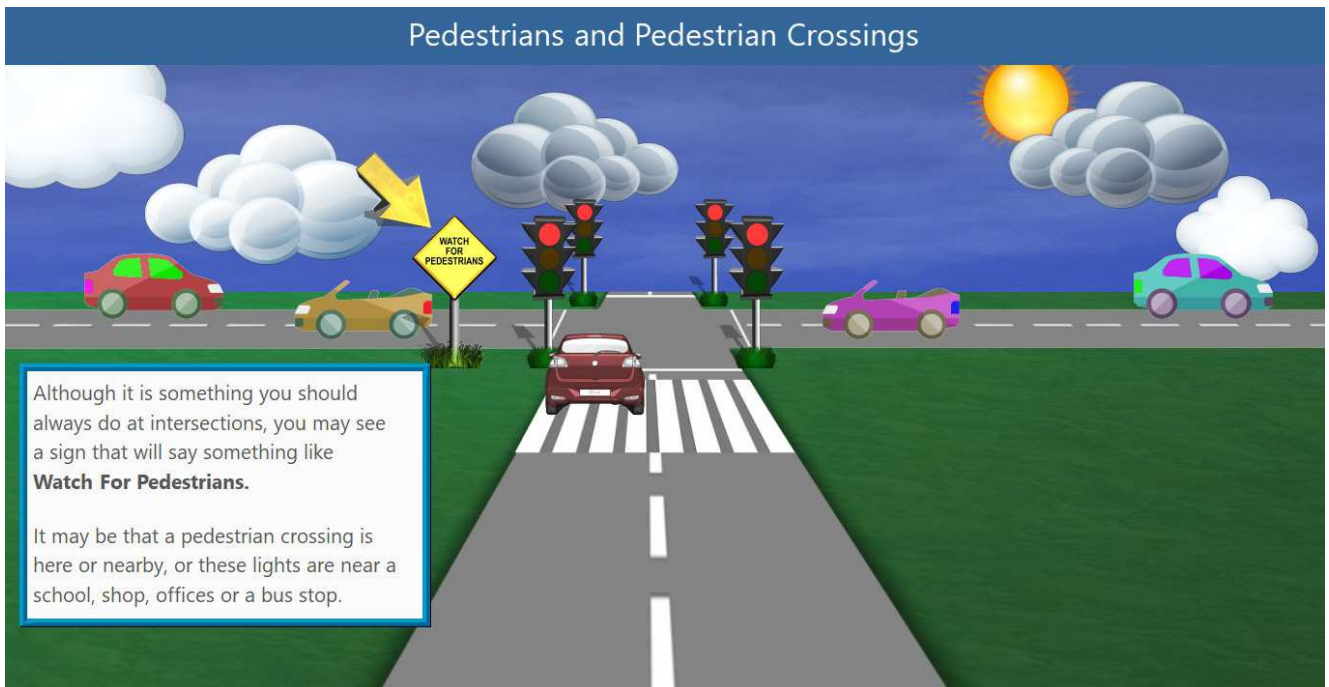 Pedestrians and Pedestrian Crossings
WATCH
FOR
PEDESTRIANS
Although it is something you should
always do at intersections, you may see
a sign that will say something like
Watch For Pedestrians.
It may be that a pedestrian crossing is
here or nearby, or these lights are near a
school, shop, offices or a bus stop.